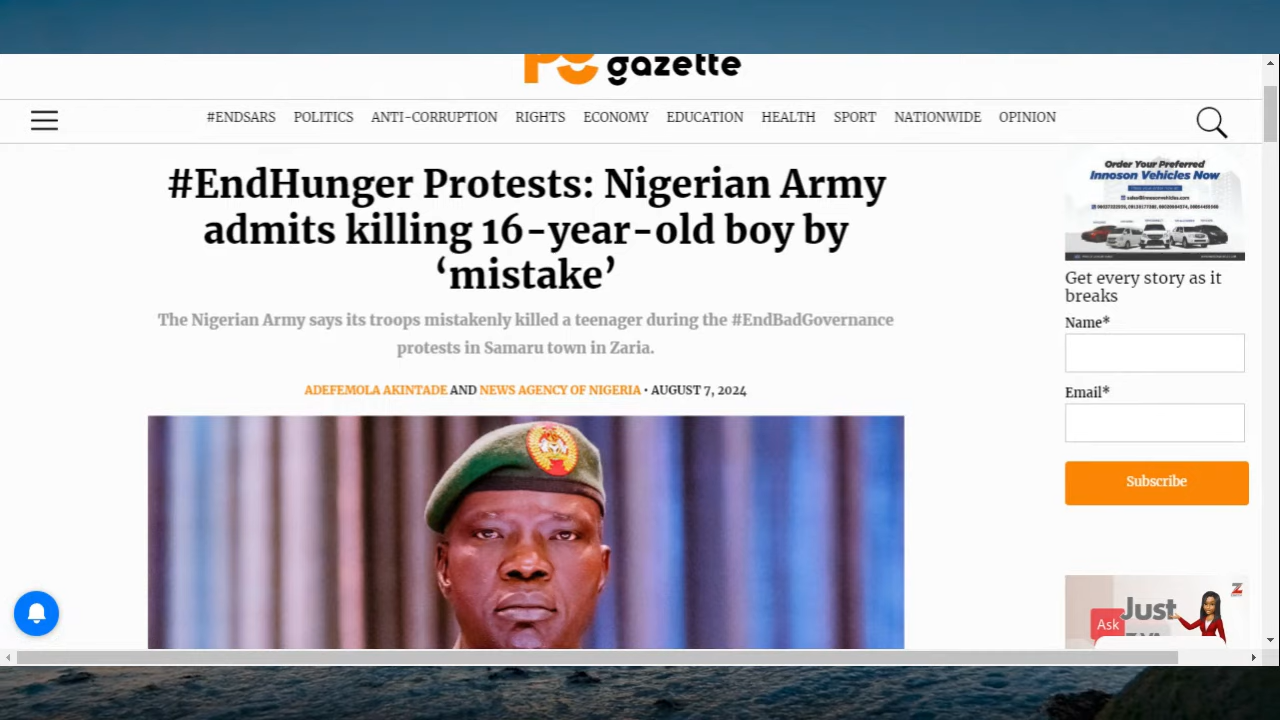 gazette
#ENDSARS POLITICS ANTI-CORRUPTION RIGHTS ECONOMY EDUCATION HEALTH SPORT NATIONWIDE OPINION
#EndHunger Protests: Nigerian Army
admits killing 16-year-old boy by
‘mistake’
The Nigerian Army says its troops mistakenly killed a teenager during the #EndBadGovernance
protests in Samaru town in Zaria.
ADEFEMOLA AKINTADE AND NEWS AGENCY OF NIGERIA • AUGUST 7, 2024
Order Your Preferred
Innoson Vehicles Now
Get every story as it
breaks
Name*
Email*
Subscribe
Just
Ask